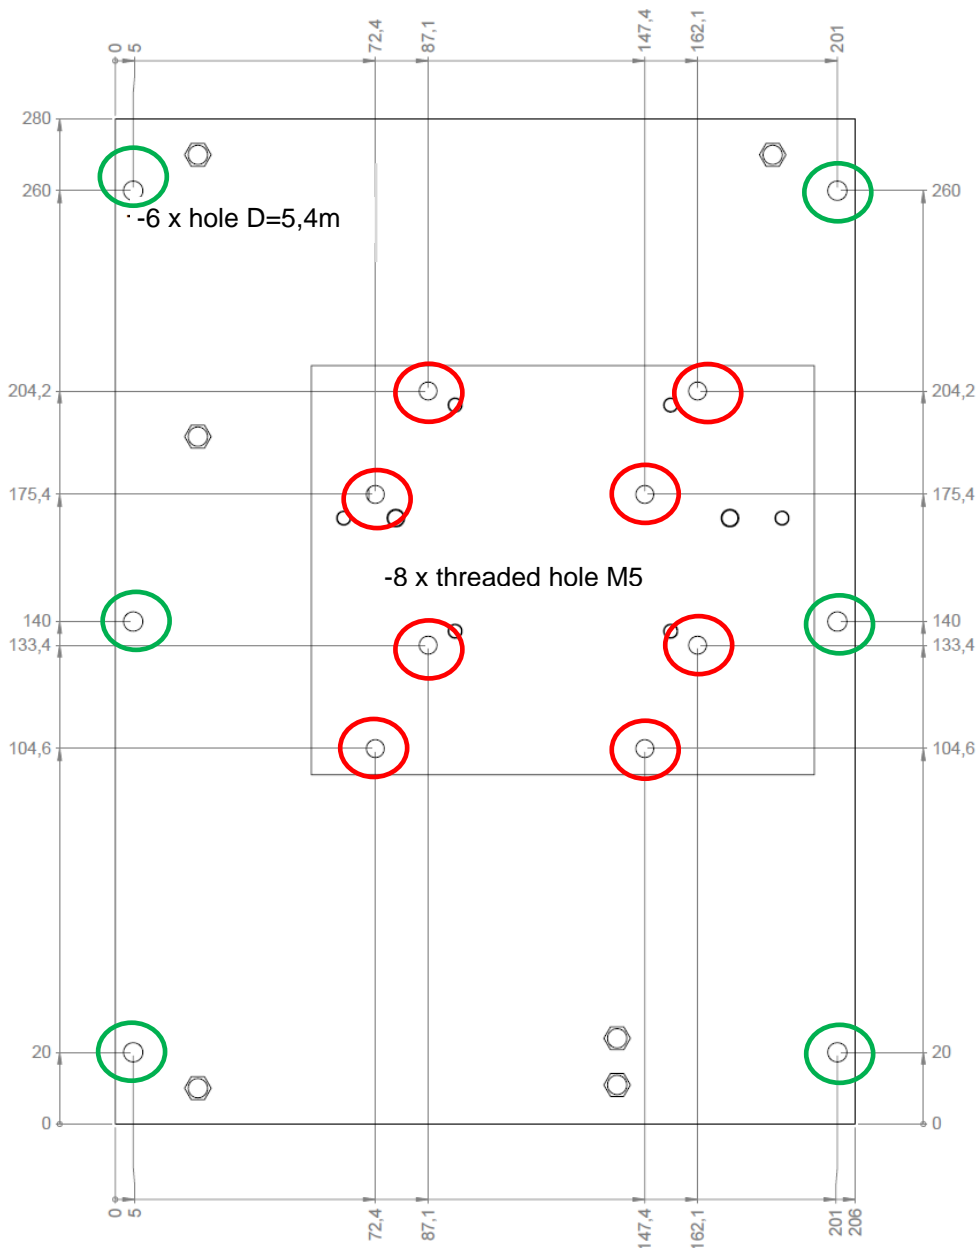 0 5 72,4 87,1 147,4 162,1 201
280
260 260
-6 x hole D=5,4m
204,2 204,2
175,4 175,4
-8 x threaded hole M5
140 140
133,4 133,4
104,6 104,6
20 20
0 0
0 5 72,4 87,1 147,4 162,1 201 206